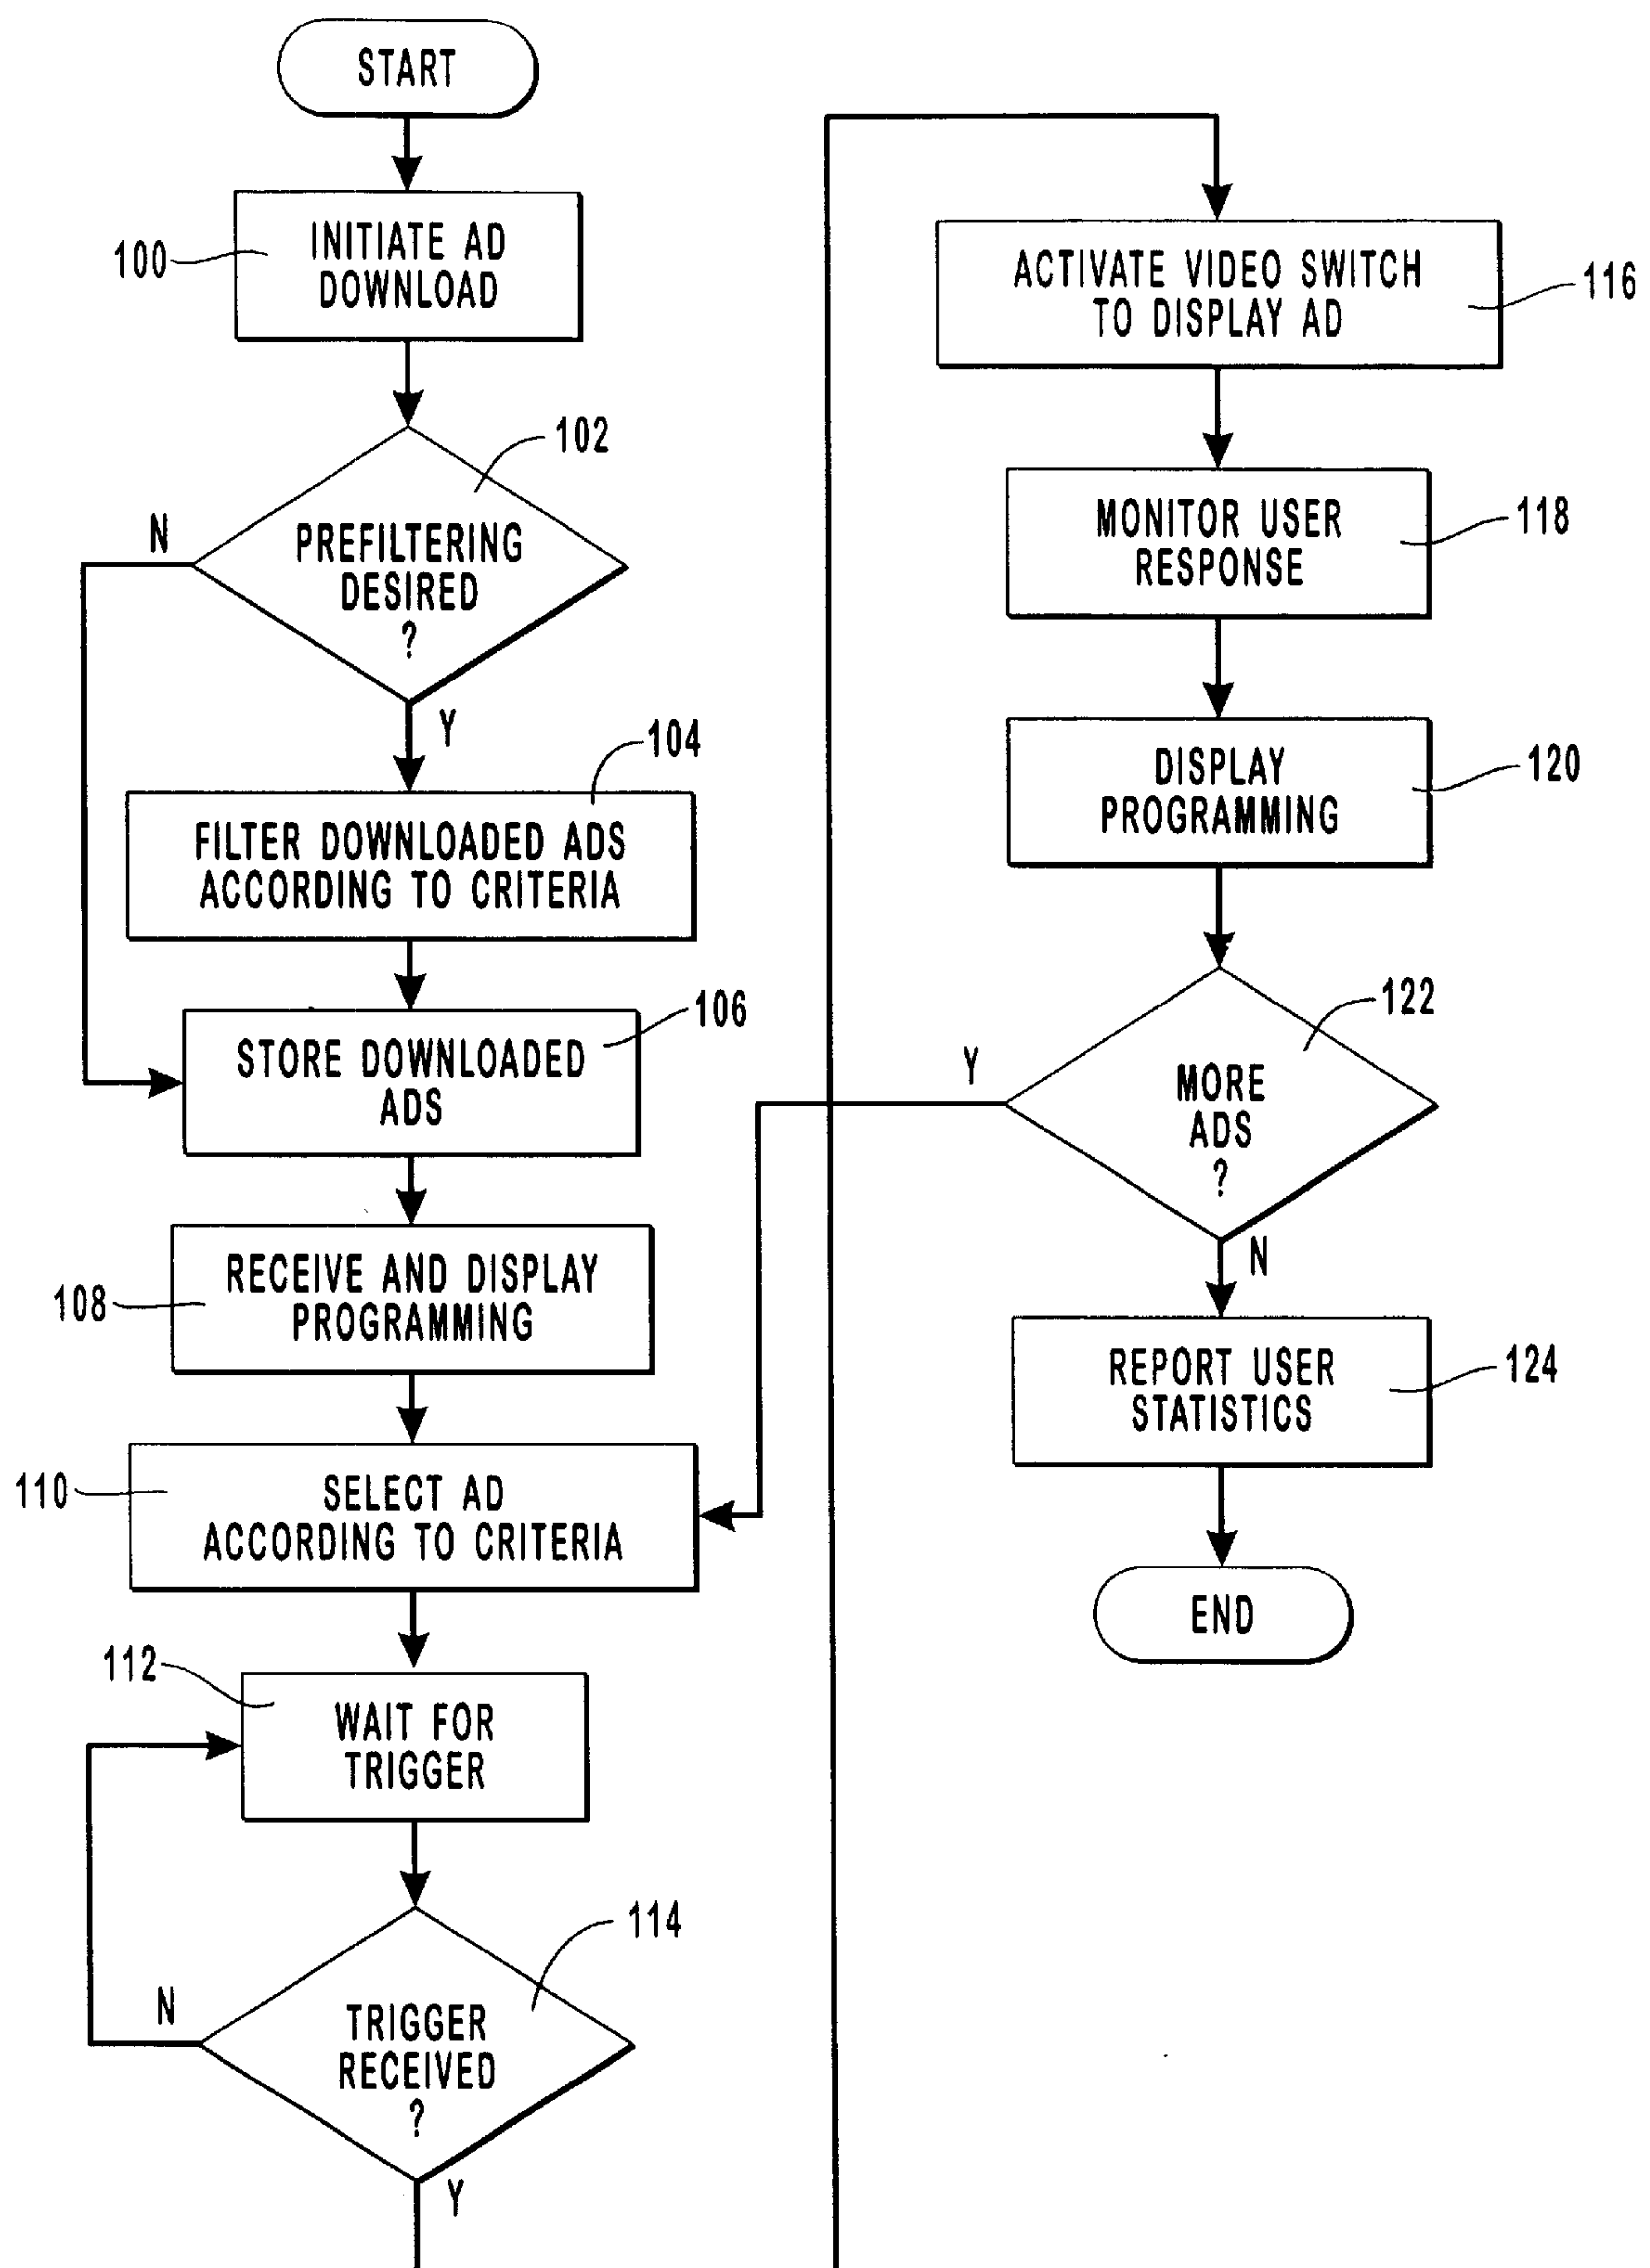 START
100
INITIATE AD
DOWNLOAD
102
N
PREFILTERING
DESIRED
?
Y
104
FILTER DOWNLOADED ADS
ACCORDING TO CRITERIA
106
STORE DOWNLOADED
ADS
108
RECEIVE AND DISPLAY
PROGRAMMING
110
SELECT AD
ACCORDING TO CRITERIA
112
WAIT FOR
TRIGGER
114
N
TRIGGER
RECEIVED
?
Y
ACTIVATE VIDEO SWITCH
TO DISPLAY AD
116
MONITOR USER
RESPONSE
118
DISPLAY
PROGRAMMING
120
122
Y
MORE
ADS
?
N
REPORT USER
STATISTICS
124
END